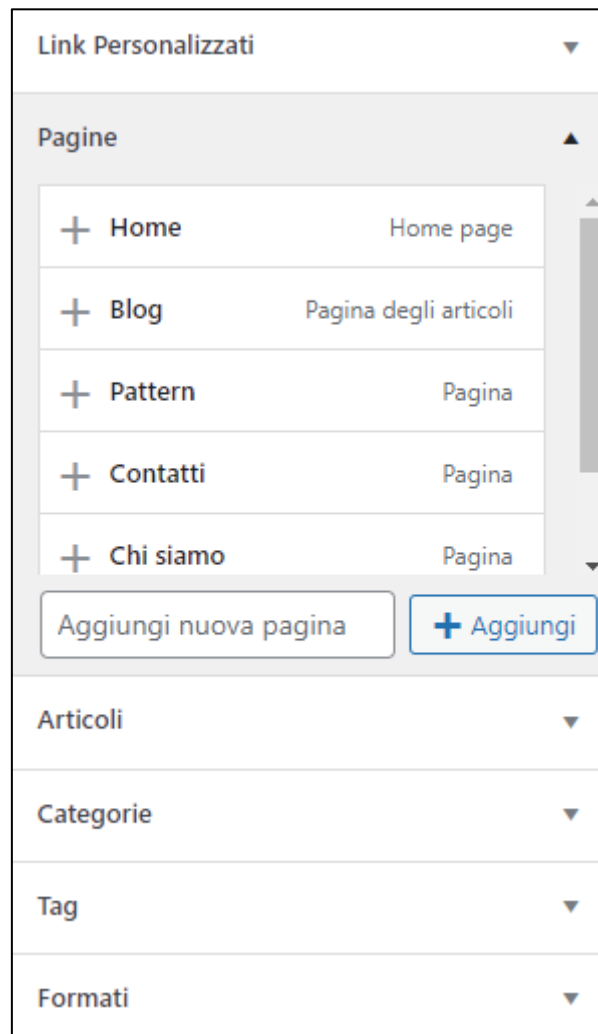 Link Personalizzati
Pagine
Home Home page
Blog Pagina degli articoli
Pattern Pagina
Contatti Pagina
Chi siamo Pagina
Aggiungi nuova pagina + Aggiungi
Articoli
Categorie
Tag
Formati